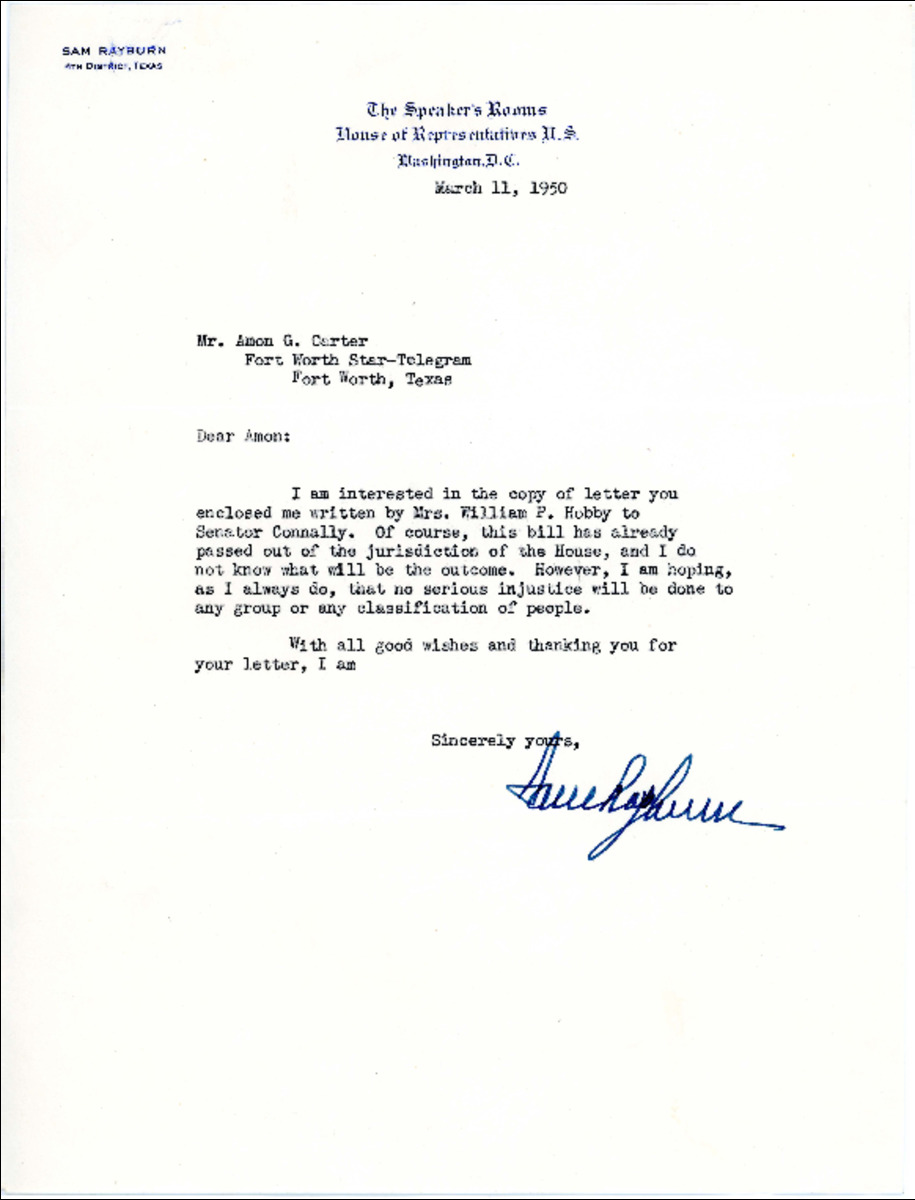 SAM RAYBURN
4TH DISTRICT, TEXAS
The Speaker's Rooms
House of Representatives U.S.
Washington, D.C.
March 11, 1950
Mr. Amon G. Carter
Fort Worth Star-Telegram
Fort Worth, Texas
Dear Amon:
I am interested in the copy of letter you
enclosed me written by Mrs. William P. Hobby to
Senator Connally. Of course, this bill has already
passed out of the jurisdiction of the House, and I do
not know what will be the outcome. However, I am hoping,
as I always do, that no serious injustice will be done to
any group or any classification of people.
With all good wishes and thanking you for
your letter, I am
Sincerely yours,
Sam Rayburn